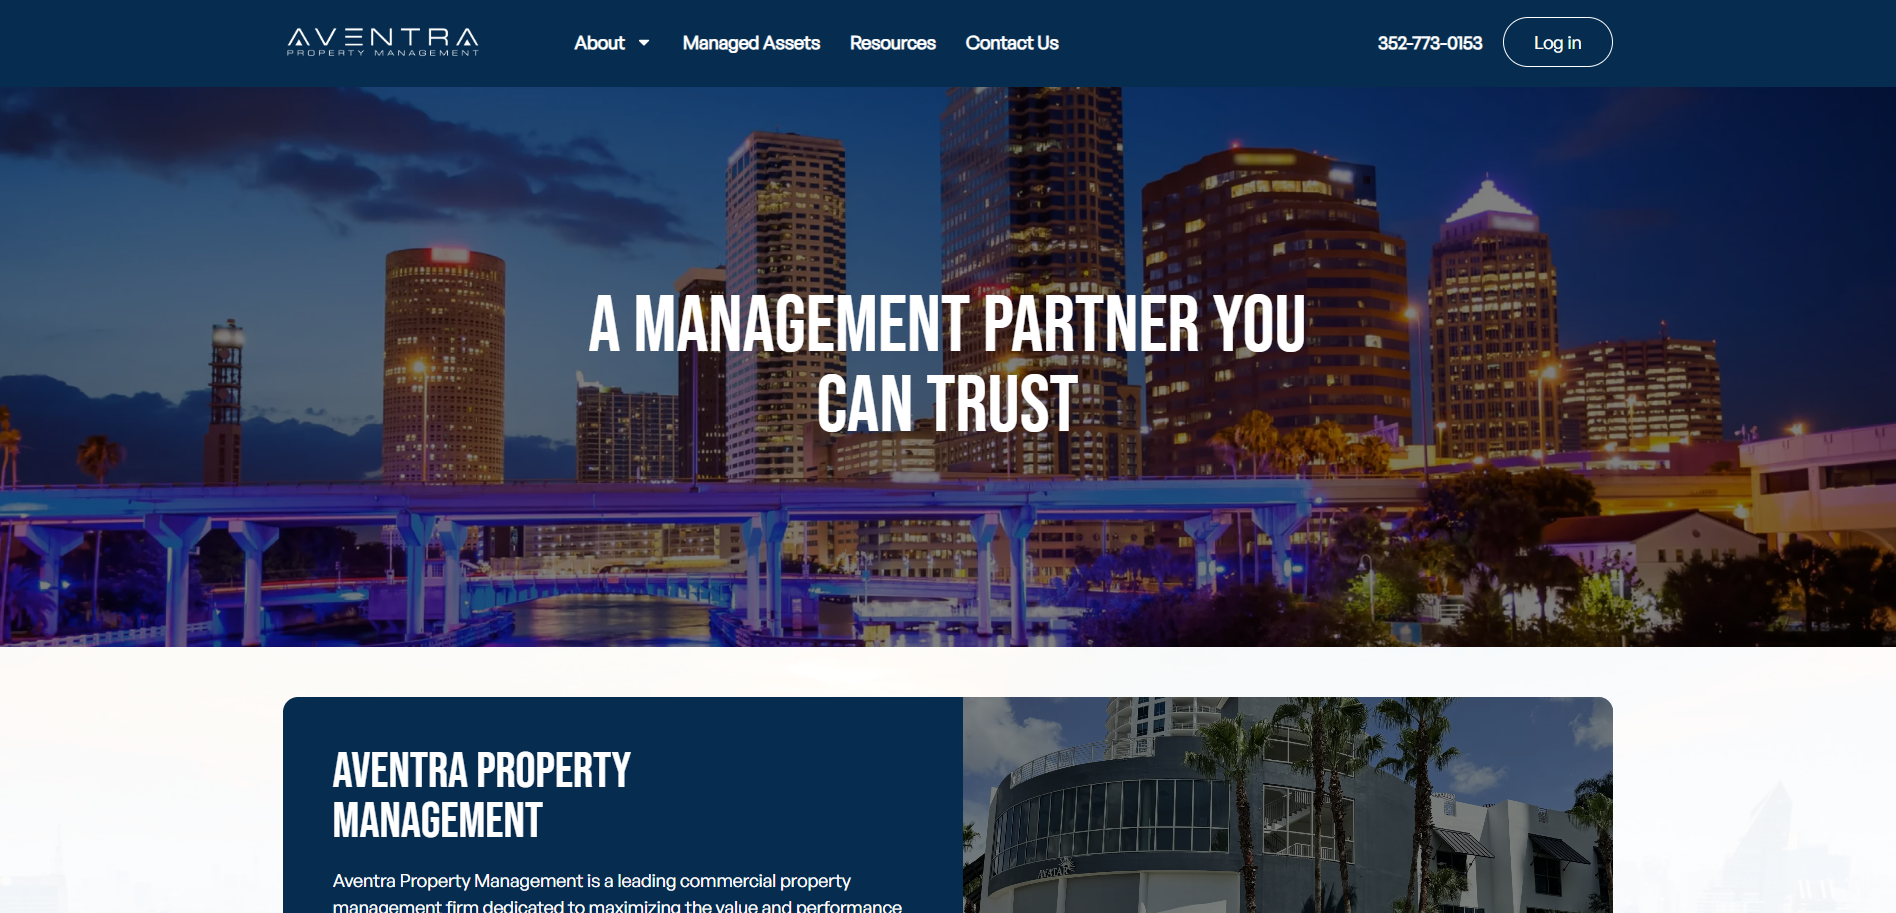 AVENTRA
PROPERTY MANAGEMENT
About
Managed Assets
Resources
Contact Us
352-773-0153
Log in
A MANAGEMENT PARTNER YOU
CAN TRUST
AVENTRA PROPERTY
MANAGEMENT
Aventra Property Management is a leading commercial property
management firm dedicated to maximizing the value and performance
AVATAR